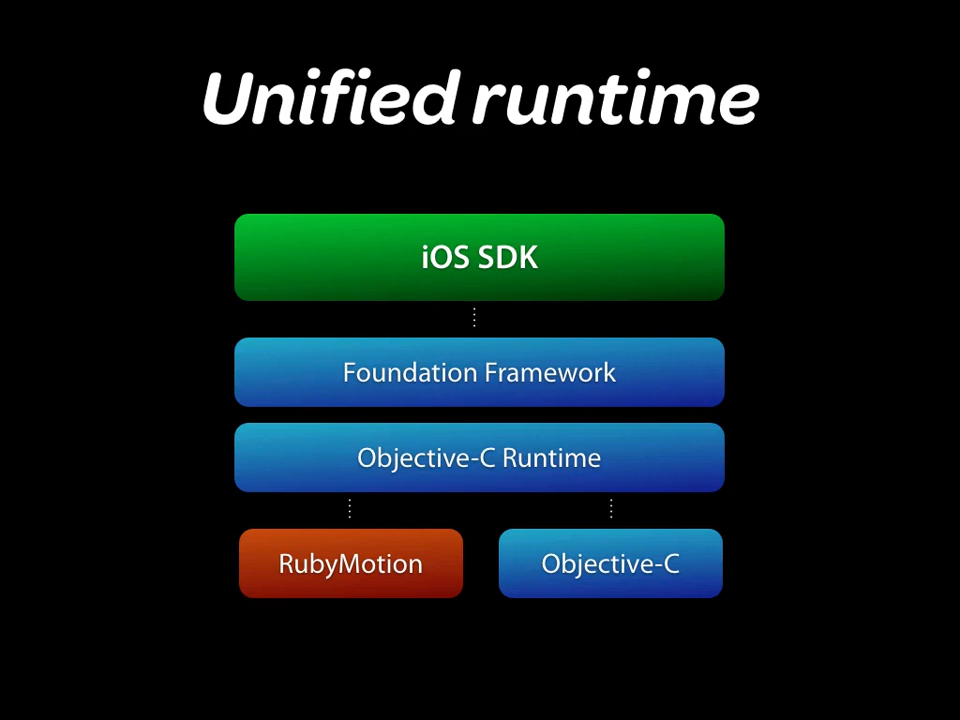 Unified runtime
iOS SDK
Foundation Framework
Objective-C Runtime
RubyMotion
Objective-C